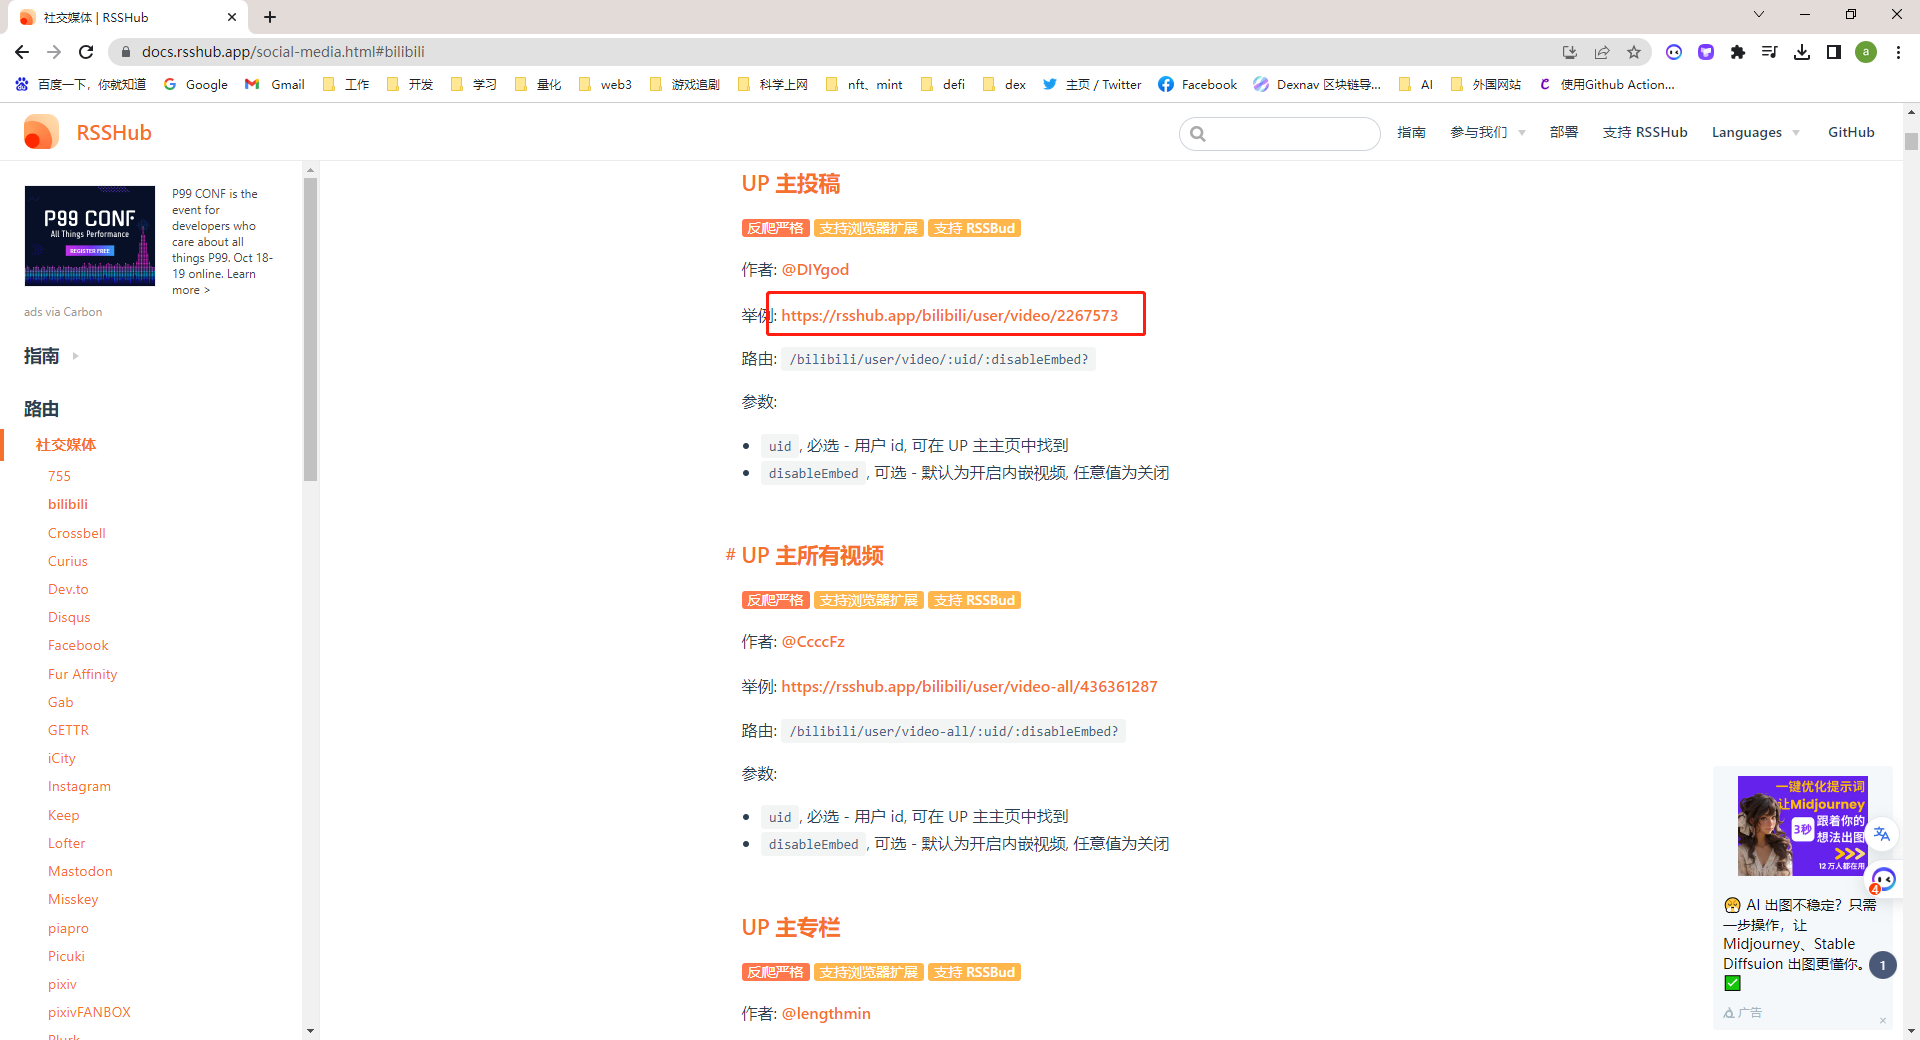 社交媒体 | RSSHub
docs.rsshub.app/social-media.html#bilibili
a
百度一下，你就知道 Google Gmail 工作 开发 学习 量化 web3 游戏追剧 科学上网 nft、mint defi dex 主页 / Twitter Facebook Dexnav 区块链导... AI 外国网站 使用Github Action...
RSSHub
指南 参与我们 部署 支持 RSSHub Languages GitHub
P99 CONF
All Things Performance
REGISTER FREE
P99 CONF is the
event for
developers who
care about all
things P99. Oct 18-
19 online. Learn
more >
ads via Carbon
指南
路由
社交媒体
755
bilibili
Crossbell
Curius
Dev.to
Disqus
Facebook
Fur Affinity
Gab
GETTR
iCity
Instagram
Keep
Lofter
Mastodon
Misskey
piapro
Picuki
pixiv
pixivFANBOX
Plurk
UP 主投稿
反爬严格 支持浏览器扩展 支持 RSSBud
作者: @DIYgod
举例: https://rsshub.app/bilibili/user/video/2267573
路由: /bilibili/user/video/:uid/:disableEmbed?
参数:
uid , 必选 - 用户 id, 可在 UP 主主页中找到
disableEmbed , 可选 - 默认为开启内嵌视频, 任意值为关闭
# UP 主所有视频
反爬严格 支持浏览器扩展 支持 RSSBud
作者: @CcccFz
举例: https://rsshub.app/bilibili/user/video-all/436361287
路由: /bilibili/user/video-all/:uid/:disableEmbed?
参数:
uid , 必选 - 用户 id, 可在 UP 主主页中找到
disableEmbed , 可选 - 默认为开启内嵌视频, 任意值为关闭
UP 主专栏
反爬严格 支持浏览器扩展 支持 RSSBud
作者: @lengthmin
一键优化提示词
让Midjourney
3秒 跟着你的
想法出图
12 万人都在用
4
AI 出图不稳定？只需
一步操作，让
Midjourney、Stable
Diffsuion 出图更懂你。
1
广告